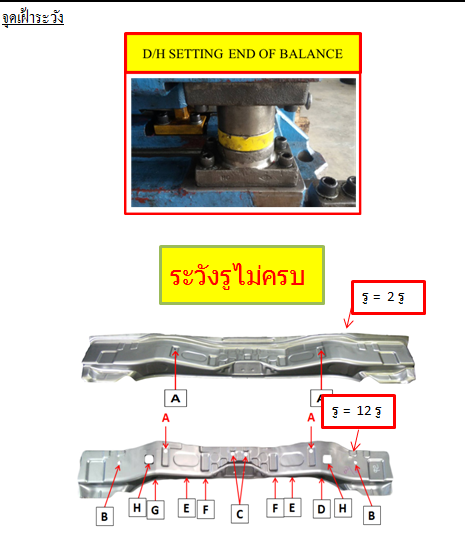 จุดเฝ้าระวัง
D/H SETTING END OF BALANCE
ระวังรูไม่ครบ
รู = 2 รู
A A
รู = 12 รู
A A
B H G E F C F E D H B